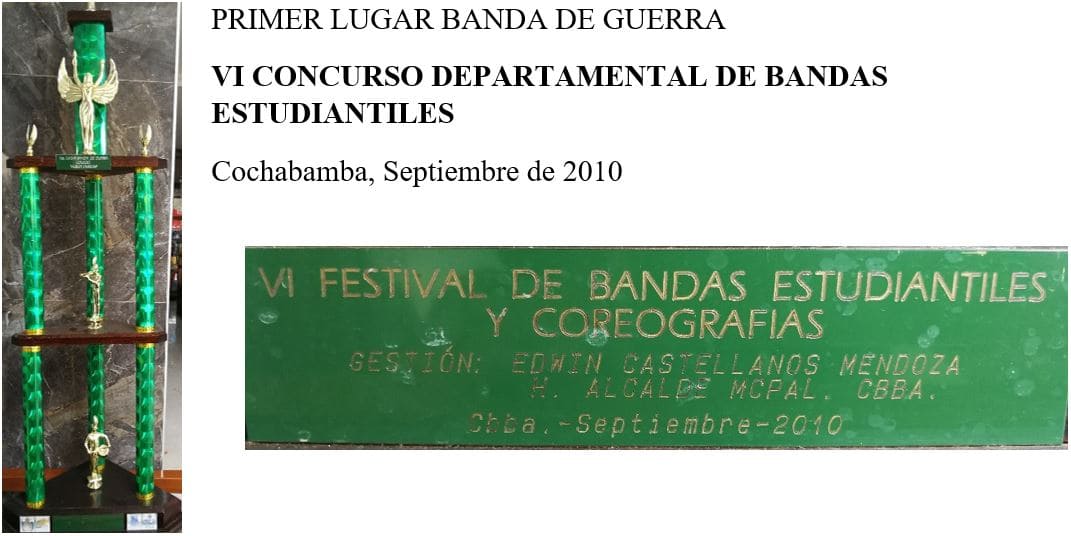 PRIMER LUGAR BANDA DE GUERRA
VI CONCURSO DEPARTAMENTAL DE BANDAS
ESTUDIANTILES
Cochabamba, Septiembre de 2010
VI FESTIVAL DE BANDAS ESTUDIANTILES
Y COREOGRAFIAS
GESTIÓN: EDWIN CASTELLANOS MENDOZA
H. ALCALDE MCPAL. CBBA.
Cbba.-Septiembre-2010